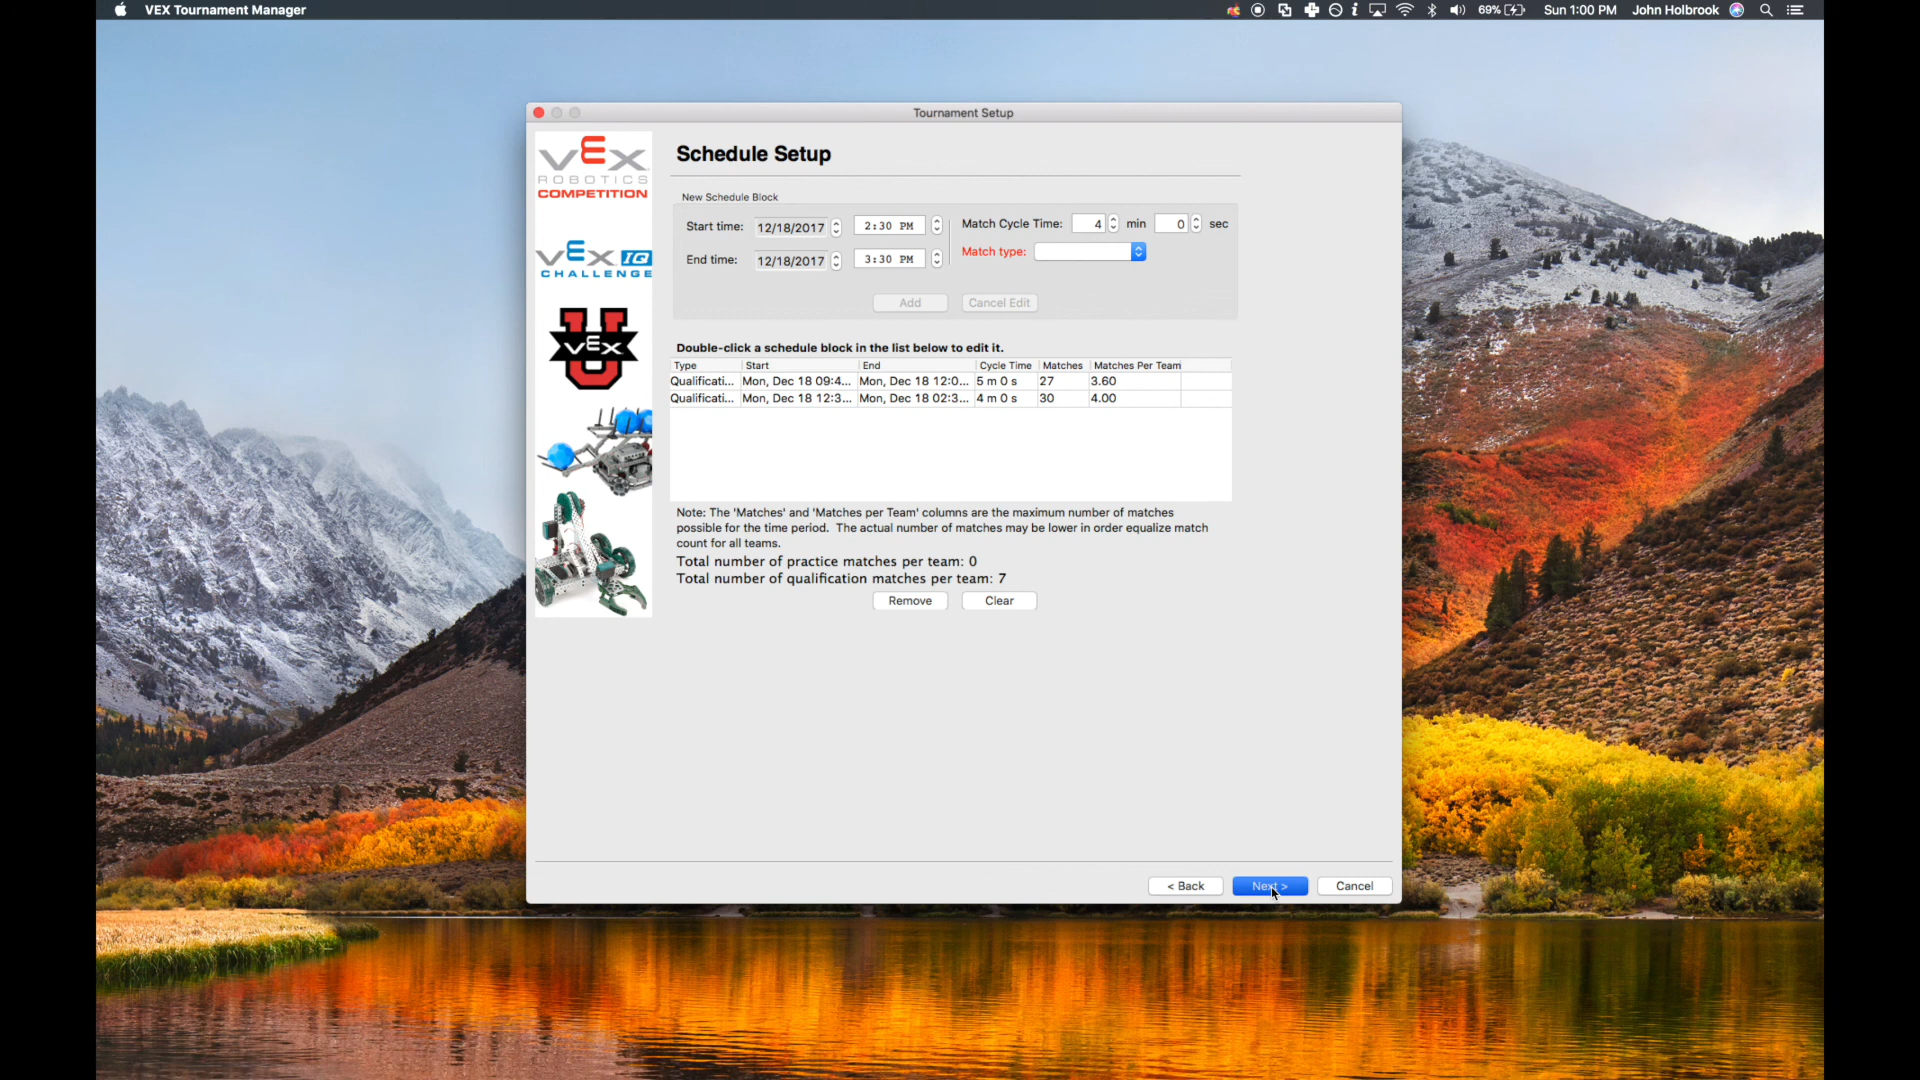 VEX Tournament Manager
69%
Sun 1:00 PM
John Holbrook
Tournament Setup
VEX
ROBOTICS
COMPETITION
VEX IQ
CHALLENGE
U
VEX
Schedule Setup
New Schedule Block
Start time: 12/18/2017 2:30 PM
Match Cycle Time: 4 min 0 sec
End time: 12/18/2017 3:30 PM
Match type:
Add Cancel Edit
Double-click a schedule block in the list below to edit it.
Type Start End Cycle Time Matches Matches Per Team
Qualificati... Mon, Dec 18 09:4... Mon, Dec 18 12:0... 5 m 0 s 27 3.60
Qualificati... Mon, Dec 18 12:3... Mon, Dec 18 02:3... 4 m 0 s 30 4.00
Note: The 'Matches' and 'Matches per Team' columns are the maximum number of matches
possible for the time period. The actual number of matches may be lower in order equalize match
count for all teams.
Total number of practice matches per team: 0
Total number of qualification matches per team: 7
Remove Clear
< Back Next > Cancel